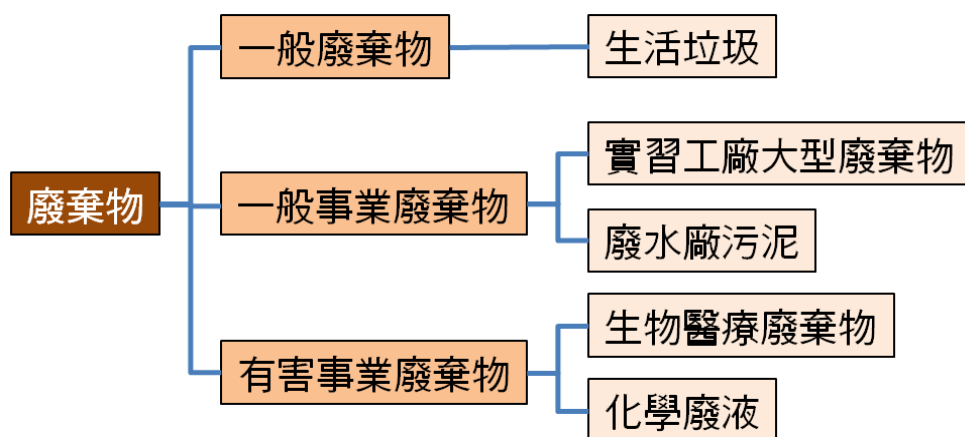 廢棄物
一般廢棄物
生活垃圾
一般事業廢棄物
實習工廠大型廢棄物
廢水廠污泥
有害事業廢棄物
生物醫療廢棄物
化學廢液